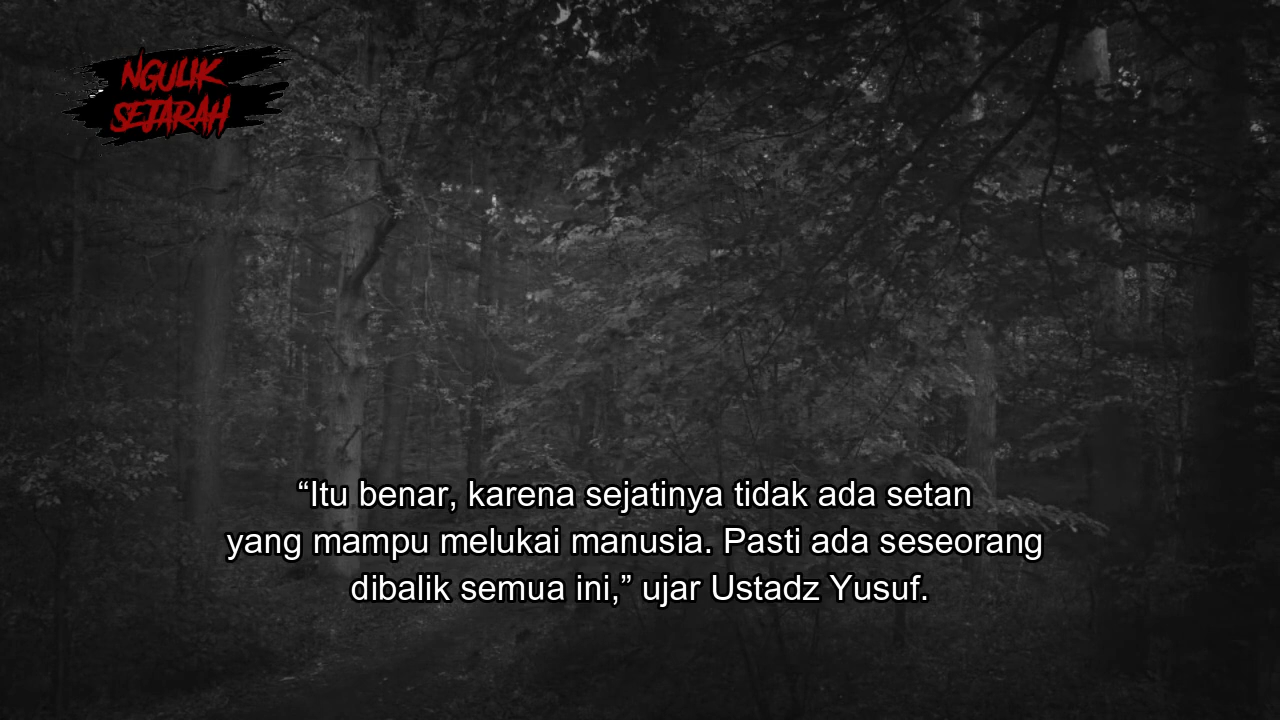 NGULIK
SEJARAH
“Itu benar, karena sejatinya tidak ada setan
yang mampu melukai manusia. Pasti ada seseorang
dibalik semua ini,” ujar Ustadz Yusuf.